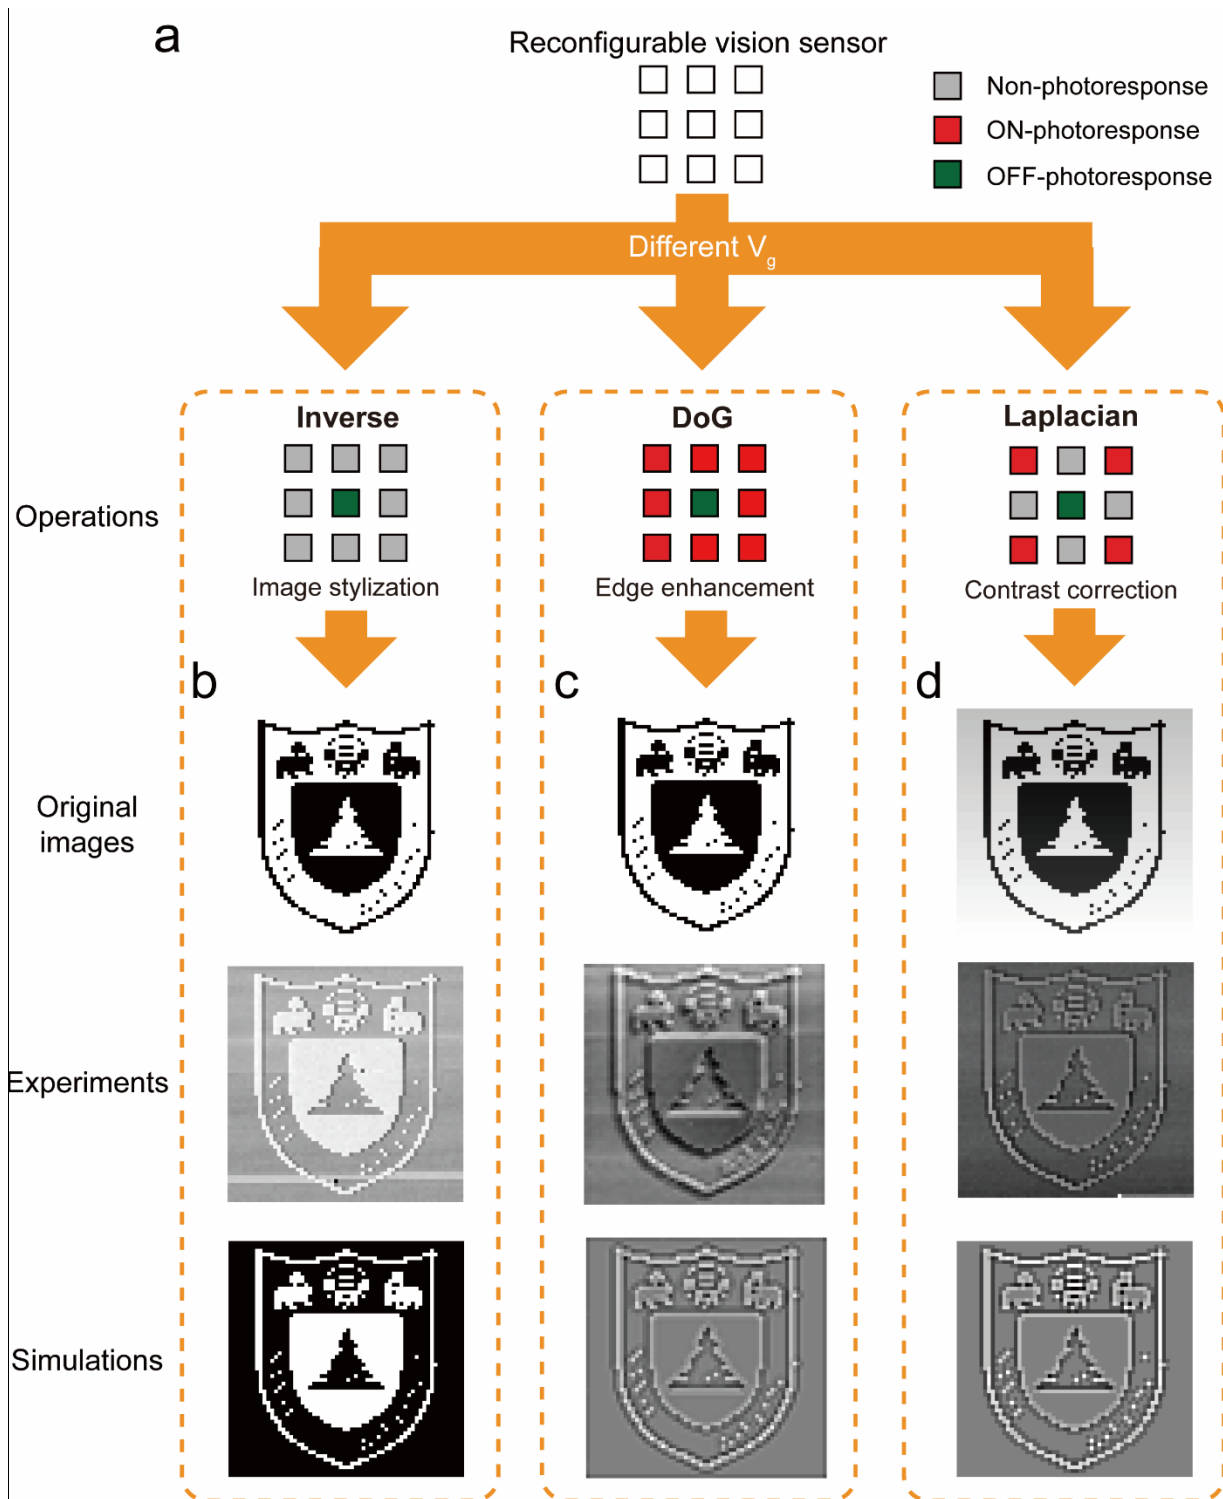 a
Reconfigurable vision sensor
Non-photoresponse
ON-photoresponse
OFF-photoresponse
Different Vg
Inverse
DoG
Laplacian
Operations
Image stylization
Edge enhancement
Contrast correction
b
c
d
Original
images
Experiments
Simulations